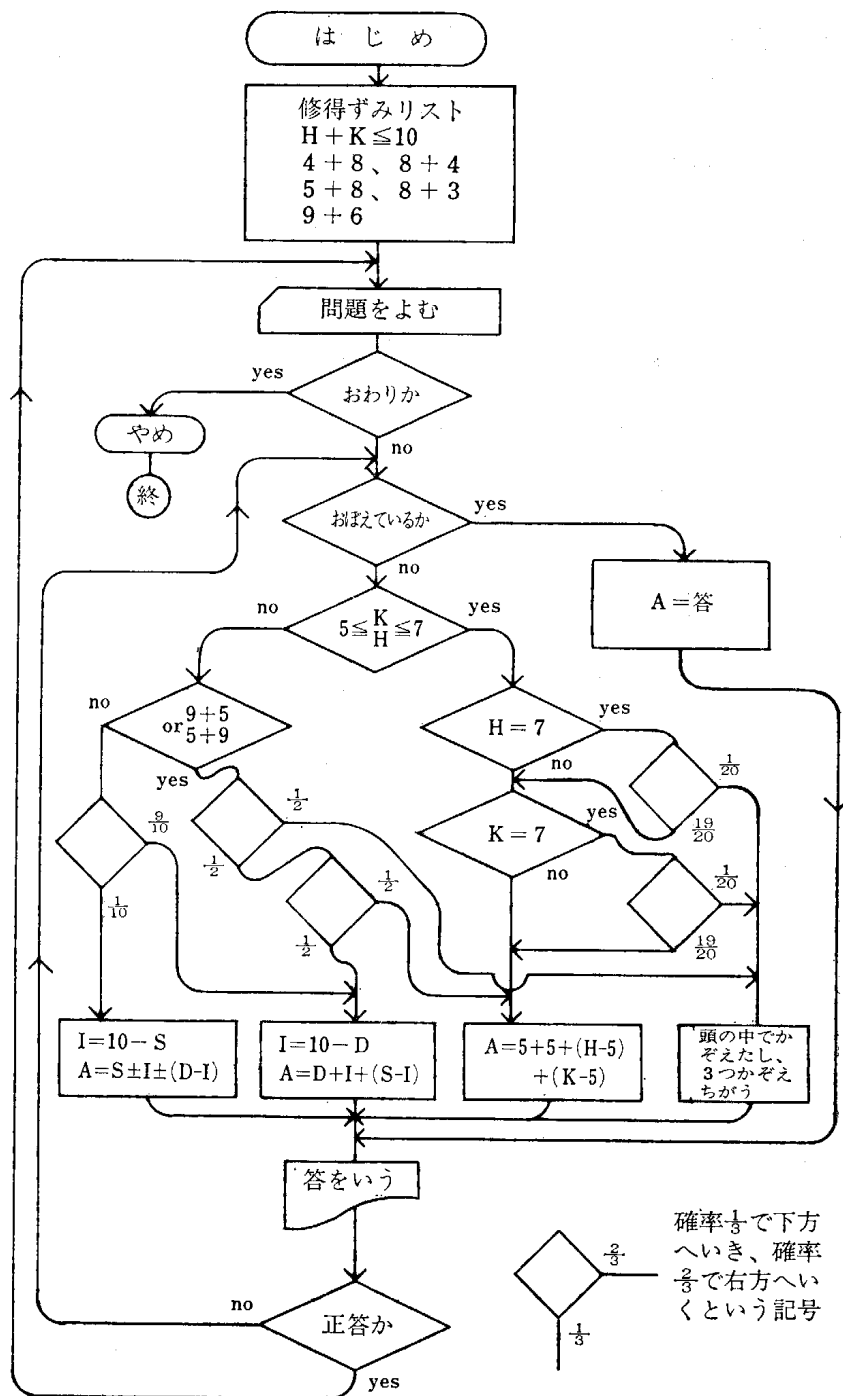 はじめ
修得ずみリスト
H+K≦10
4+8、8+4
5+8、8+3
9+6
問題をよむ
yes
おわりか
やめ
no
終
yes
おぼえているか
no
A=答
no
yes
5≦K/H≦7
no
9+5
or 5+9
yes
H=7
yes
no
1/20
19/20
9/10
1/10
1/2
1/2
1/2
1/2
K=7
yes
no
1/20
19/20
I=10-S
A=S±I±(D-I)
I=10-D
A=D+I+(S-I)
A=5+5+(H-5)
+(K-5)
頭の中でか
ぞえたし、
3つかぞえ
ちがう
答をいう
no
正答か
yes
2/3
1/3
確率1/3で下方
へいき、確率
2/3で右方へい
くという記号